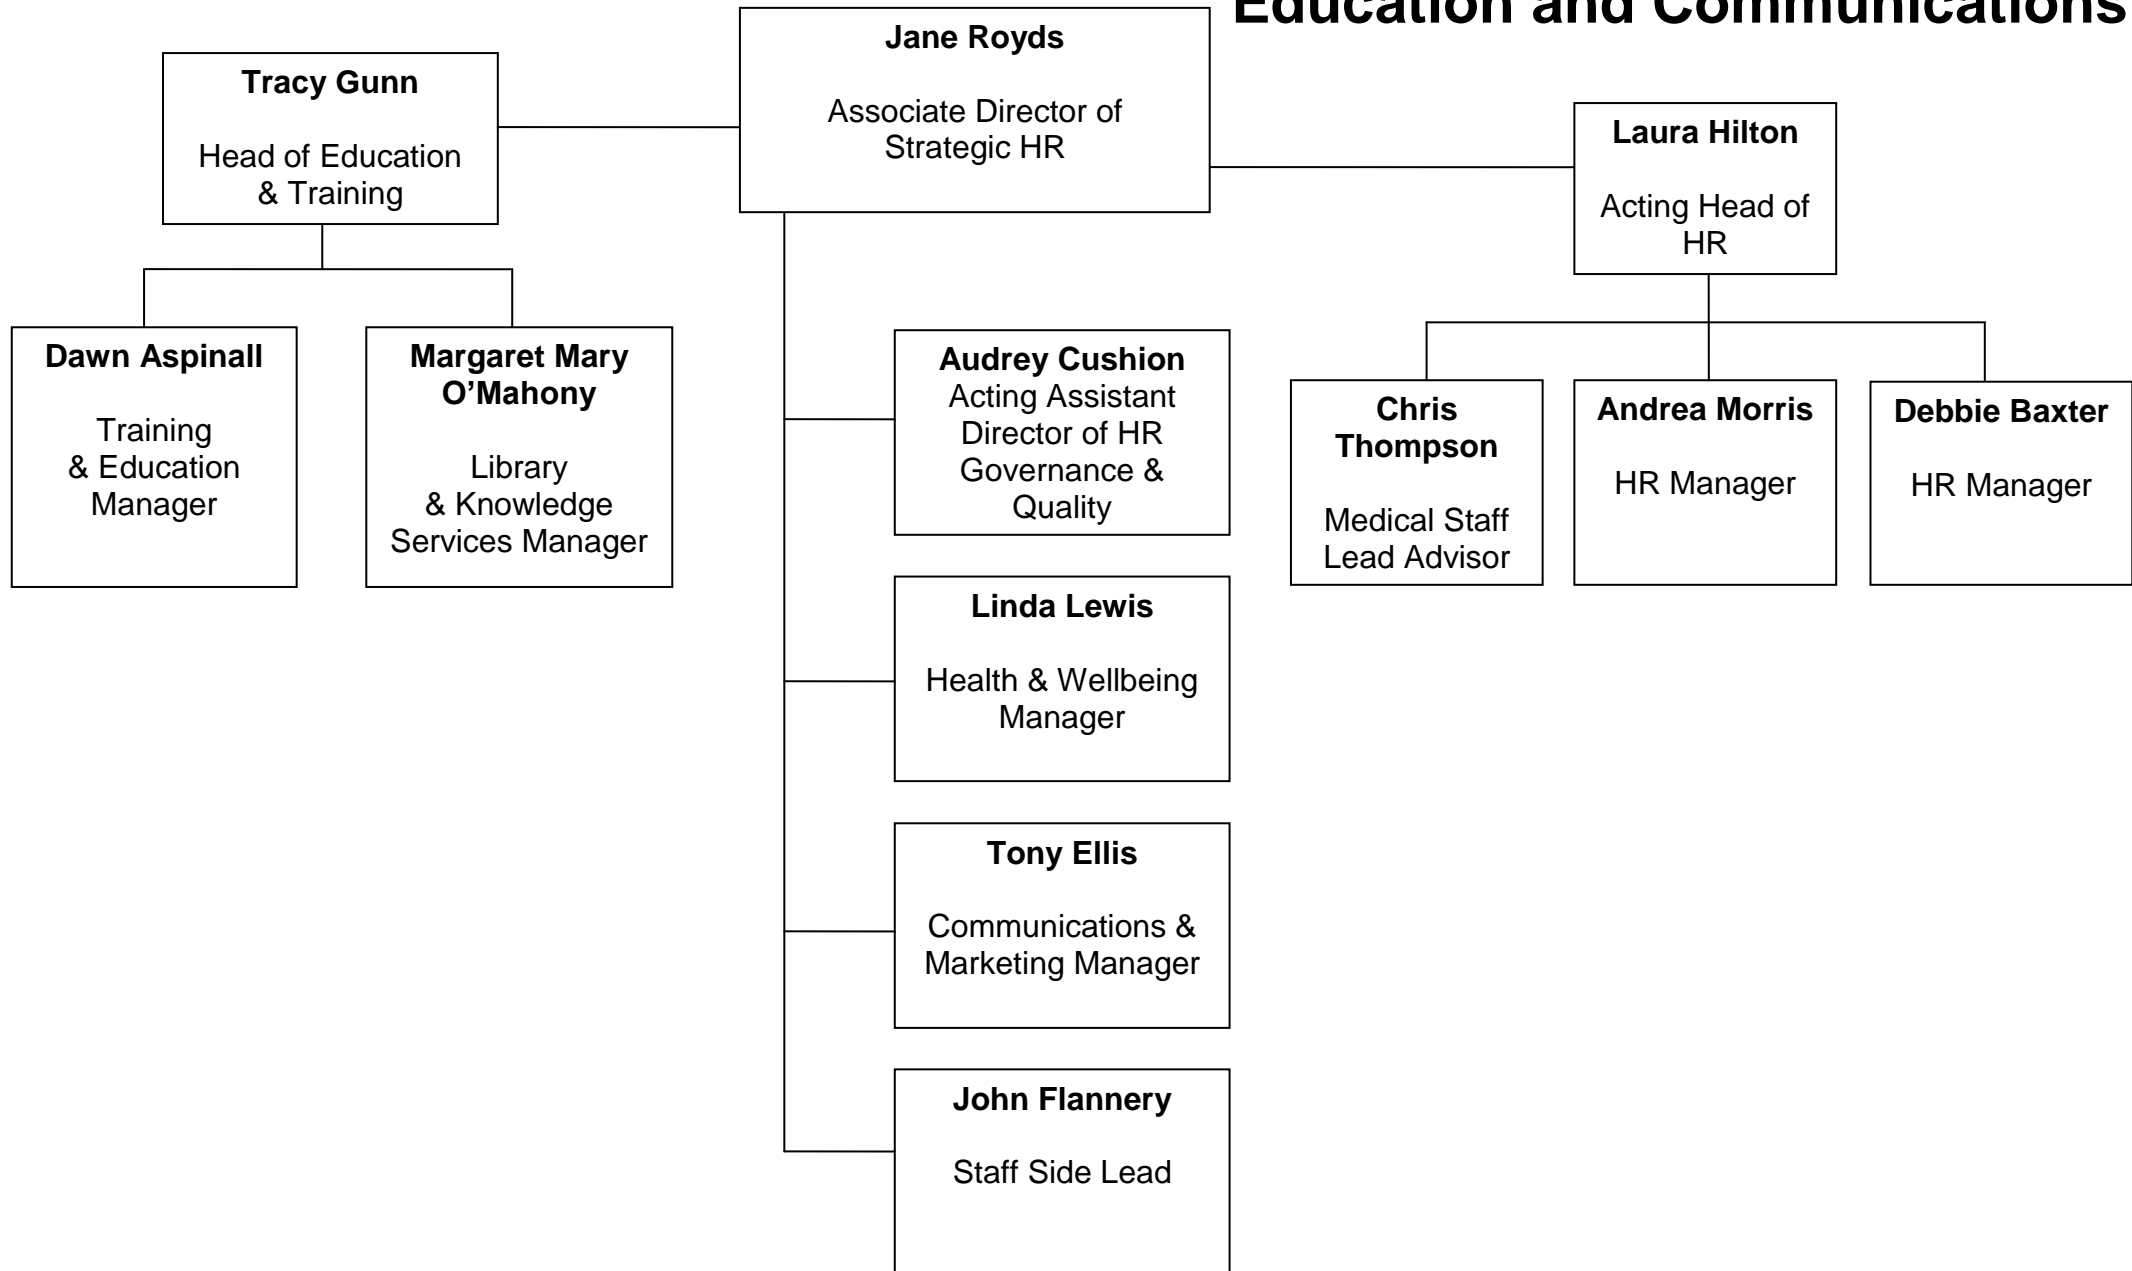 Education and Communications
Jane Royds
Associate Director of
Strategic HR
Tracy Gunn
Head of Education
& Training
Laura Hilton
Acting Head of
HR
Dawn Aspinall
Training
& Education
Manager
Margaret Mary
O’Mahony
Library
& Knowledge
Services Manager
Audrey Cushion
Acting Assistant
Director of HR
Governance &
Quality
Chris
Thompson
Medical Staff
Lead Advisor
Andrea Morris
HR Manager
Debbie Baxter
HR Manager
Linda Lewis
Health & Wellbeing
Manager
Tony Ellis
Communications &
Marketing Manager
John Flannery
Staff Side Lead